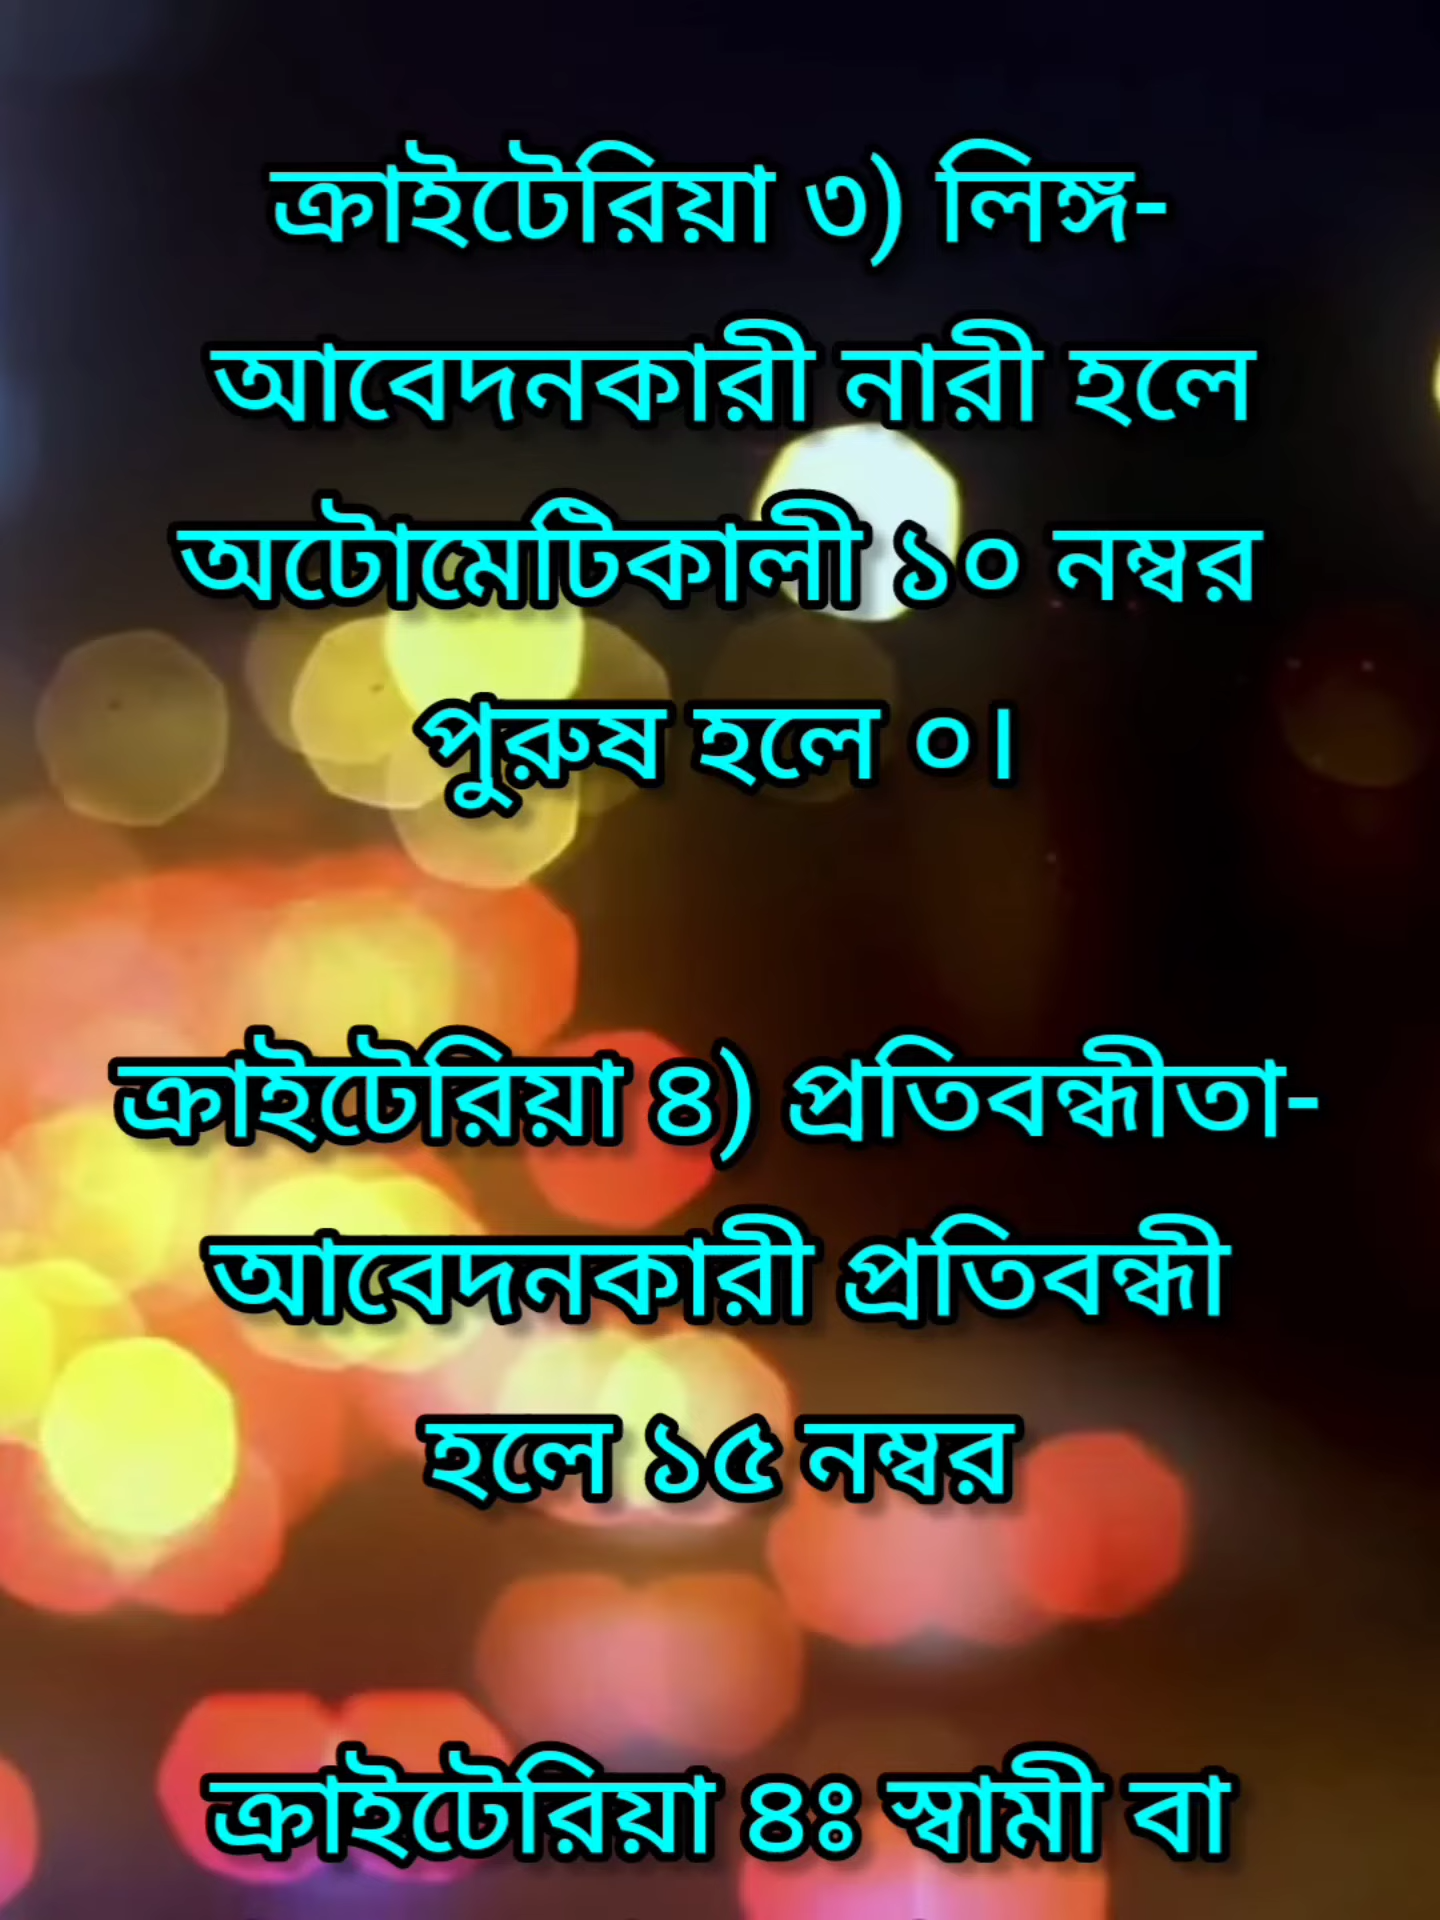 ক্রাইটেরিয়া ৩) লিঙ্গ-
আবেদনকারী নারী হলে
অটোমেটিকালী ১০ নম্বর
পুরুষ হলে ০।
ক্রাইটেরিয়া ৪) প্রতিবন্ধীতা-
আবেদনকারী প্রতিবন্ধী
হলে ১৫ নম্বর
ক্রাইটেরিয়া ৪ঃ স্বামী বা